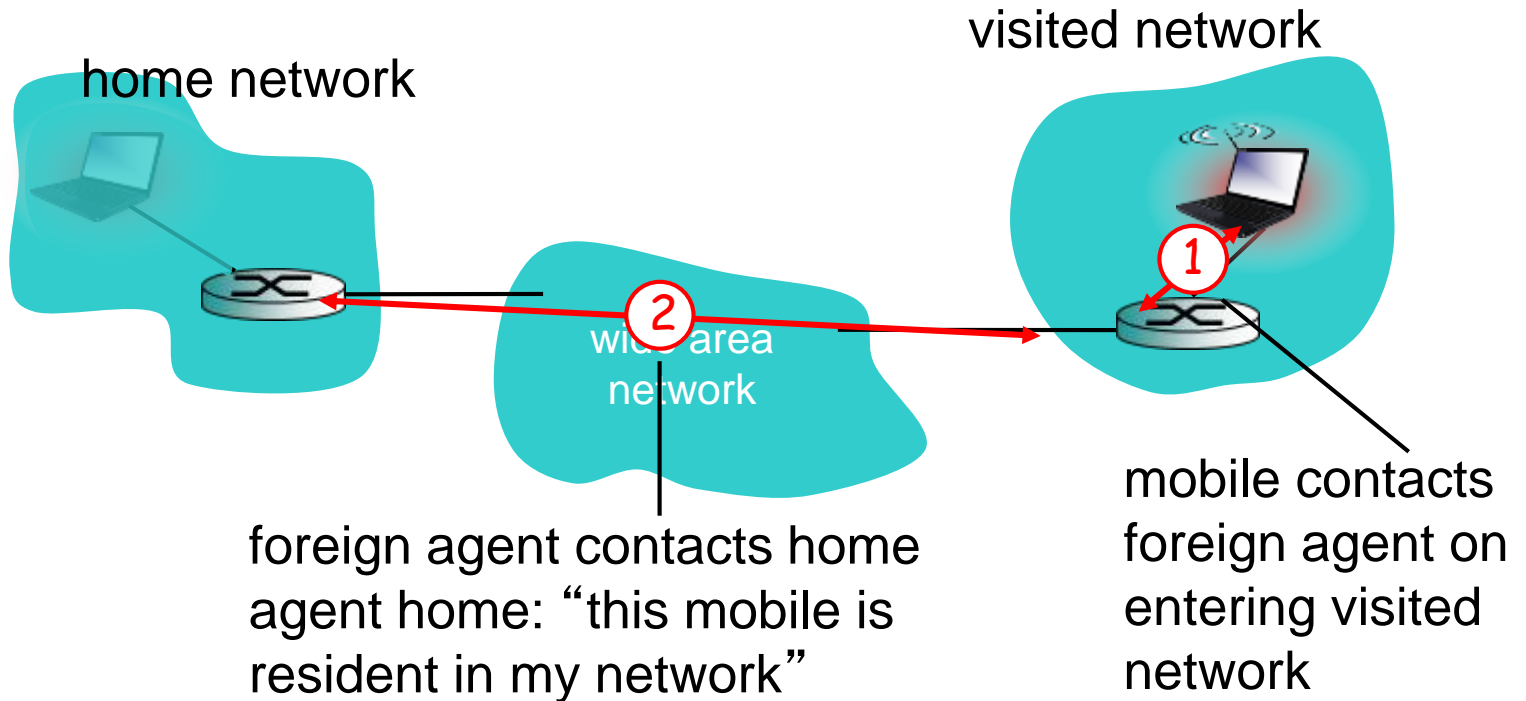 visited network
home network
1
2
wide area
network
foreign agent contacts home
agent home: “this mobile is
resident in my network”
mobile contacts
foreign agent on
entering visited
network